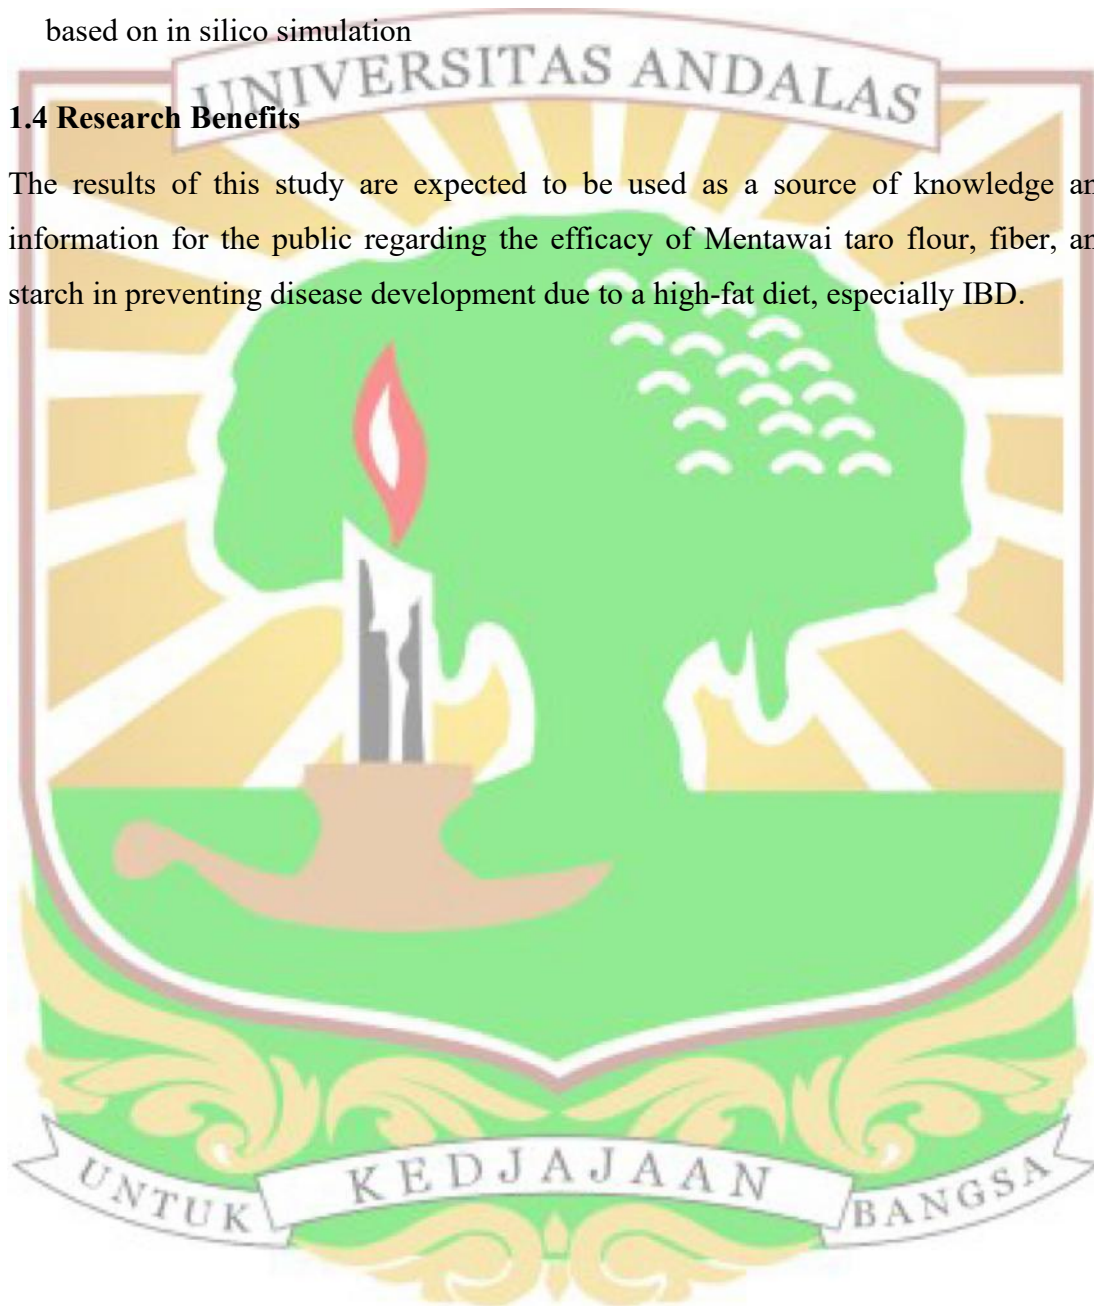 based on in silico simulation
UNIVERSITAS ANDALAS
1.4 Research Benefits
The results of this study are expected to be used as a source of knowledge an
information for the public regarding the efficacy of Mentawai taro flour, fiber, an
starch in preventing disease development due to a high-fat diet, especially IBD.
UNTUK KEDJAJAAN BANGSA